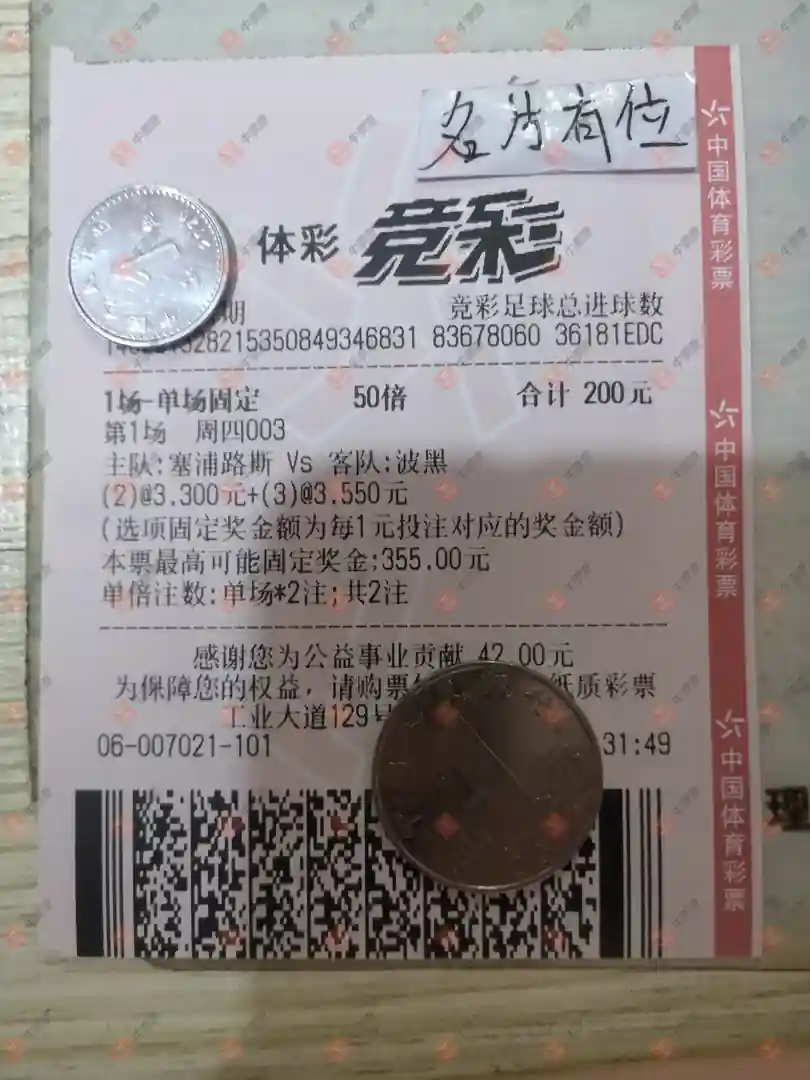 名片有位
体彩 竞彩
期 竞彩足球总进球数
83678060 36181EDC
1场-单场固定 50倍 合计 200元
第1场 周四003
主队:塞浦路斯 Vs 客队:波黑
(2)@3.300元+(3)@3.550元
(选项固定奖金额为每1元投注对应的奖金额)
本票最高可能固定奖金:355.00元
单倍注数:单场*2注;共2注
感谢您为公益事业贡献 42.00元
为保障您的权益，请购票 纸质彩票
工业大道129号
06-007021-101 31:49
中国体育彩票
中国体育彩票
中国体育彩票
理